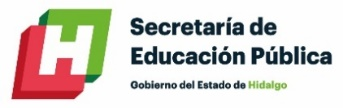 H
Secretaría de
Educación Pública
Gobierno del Estado de Hidalgo